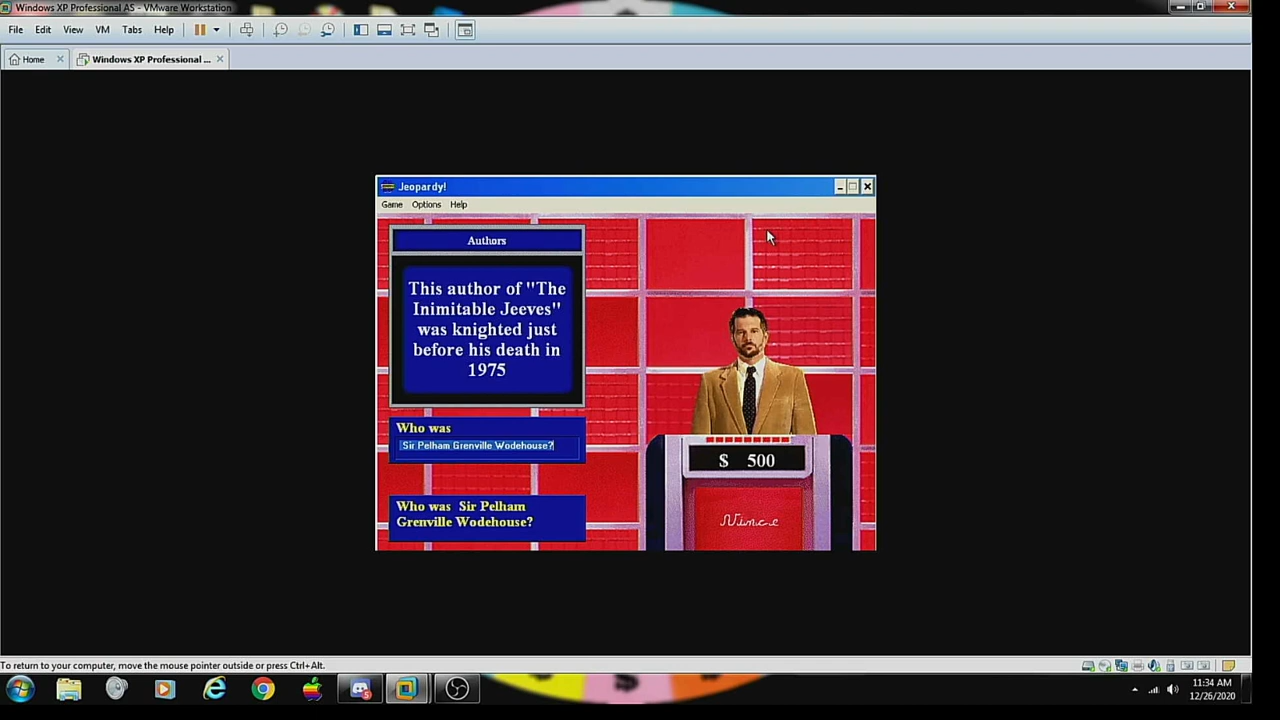 Windows XP Professional AS - VMware Workstation
File Edit View VM Tabs Help
Home Windows XP Professional ...
Jeopardy!
Game Options Help
Authors
This author of "The
Inimitable Jeeves"
was knighted just
before his death in
1975
Who was
Sir Pelham Grenville Wodehouse?
$ 500
Who was Sir Pelham
Grenville Wodehouse?
Vince
To return to your computer, move the mouse pointer outside or press Ctrl+Alt.
5
11:34 AM
12/26/2020